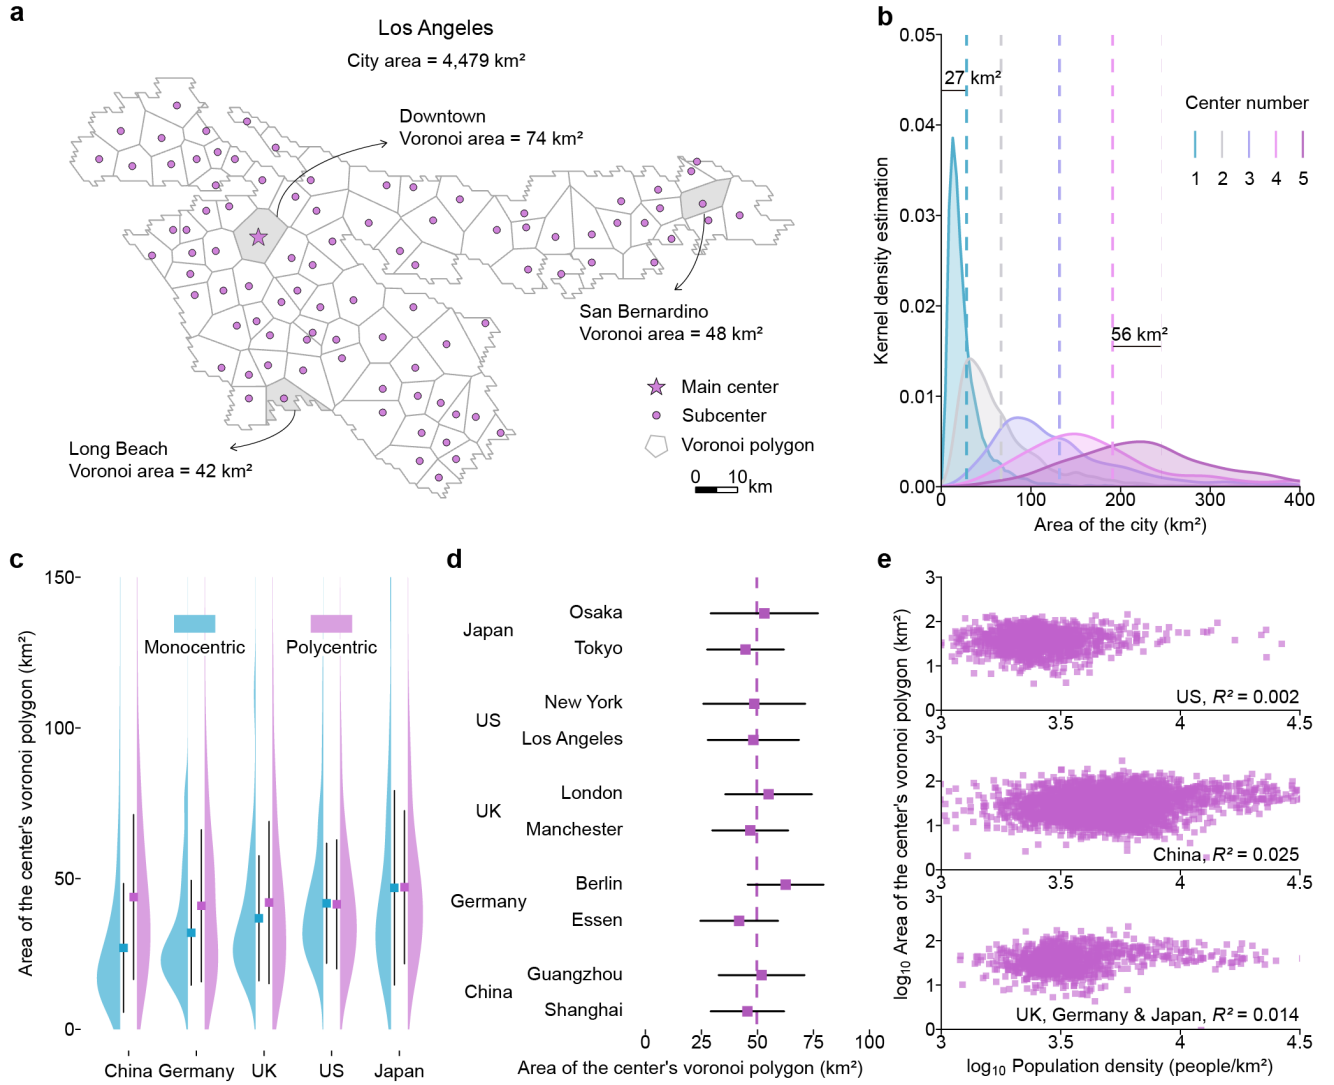 a
Los Angeles
City area = 4,479 km²
Downtown
Voronoi area = 74 km²
San Bernardino
Voronoi area = 48 km²
Long Beach
Voronoi area = 42 km²
Main center
Subcenter
Voronoi polygon
0 10
km
b
0.05
0.04
0.03
0.02
0.01
0.00
Kernel density estimation
27 km²
56 km²
Center number
1 2 3 4 5
0 100 200 300 400
Area of the city (km²)
c
150
100
50
0
Area of the center's voronoi polygon (km²)
Monocentric
Polycentric
China Germany UK US Japan
d
Japan
Osaka
Tokyo
US
New York
Los Angeles
UK
London
Manchester
Germany
Berlin
Essen
China
Guangzhou
Shanghai
0 25 50 75 100
Area of the center's voronoi polygon (km²)
e
log₁₀ Area of the center's voronoi polygon (km²)
3
2
1
0
US, R² = 0.002
3 3.5 4 4.5
3
2
1
0
China, R² = 0.025
3 3.5 4 4.5
3
2
1
0
UK, Germany & Japan, R² = 0.014
3 3.5 4 4.5
log₁₀ Population density (people/km²)